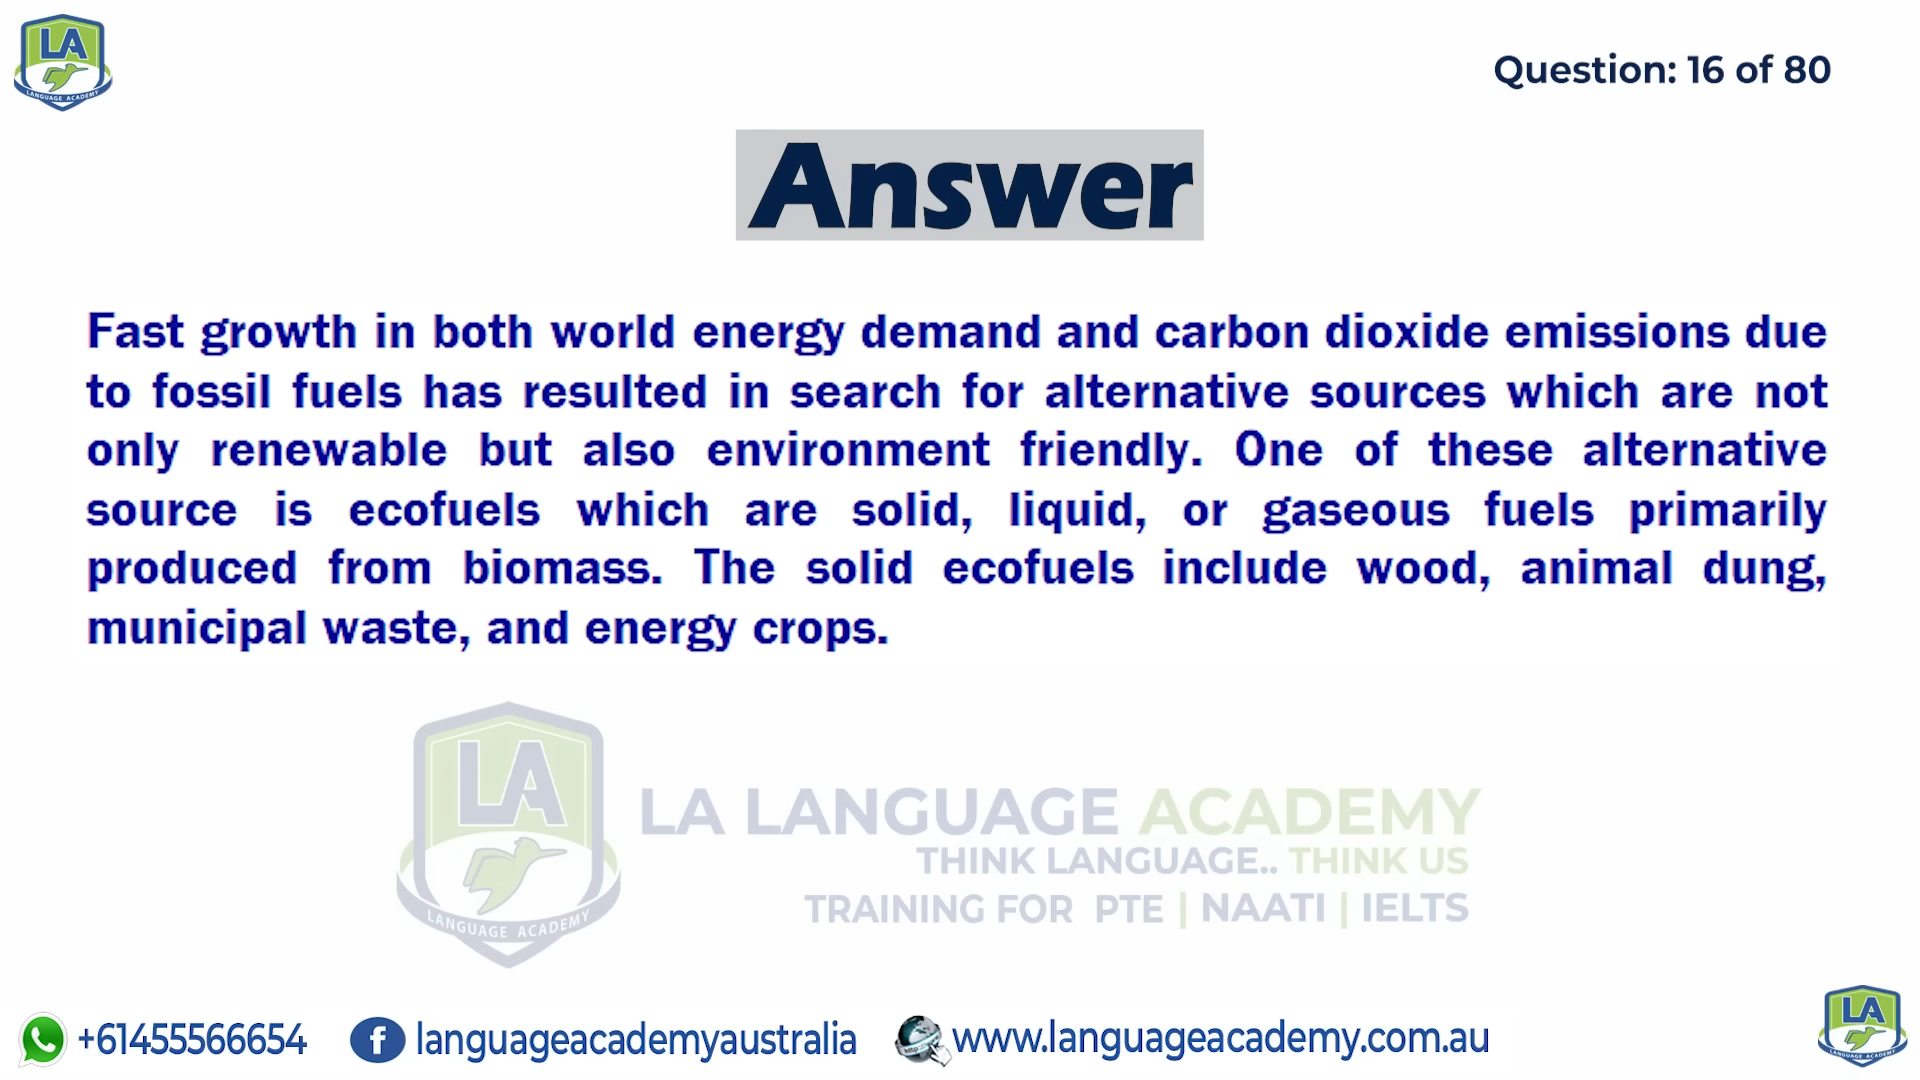 LA
LANGUAGE ACADEMY
Question: 16 of 80
Answer
Fast growth in both world energy demand and carbon dioxide emissions due
to fossil fuels has resulted in search for alternative sources which are not
only renewable but also environment friendly. One of these alternative
source is ecofuels which are solid, liquid, or gaseous fuels primarily
produced from biomass. The solid ecofuels include wood, animal dung,
municipal waste, and energy crops.
LA
LANGUAGE ACADEMY
LA LANGUAGE ACADEMY
THINK LANGUAGE.. THINK US
TRAINING FOR PTE | NAATI | IELTS
+61455566654
f languageacademyaustralia
www.languageacademy.com.au
LA
LANGUAGE ACADEMY